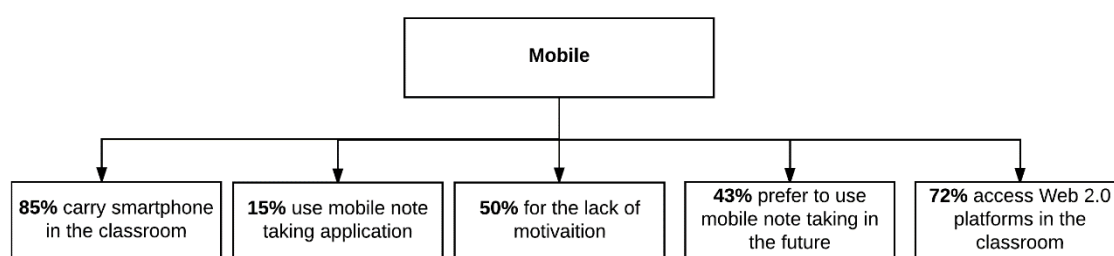 Mobile
85% carry smartphone
in the classroom
15% use mobile note
taking application
50% for the lack of
motivaition
43% prefer to use
mobile note taking in
the future
72% access Web 2.0
platforms in the
classroom